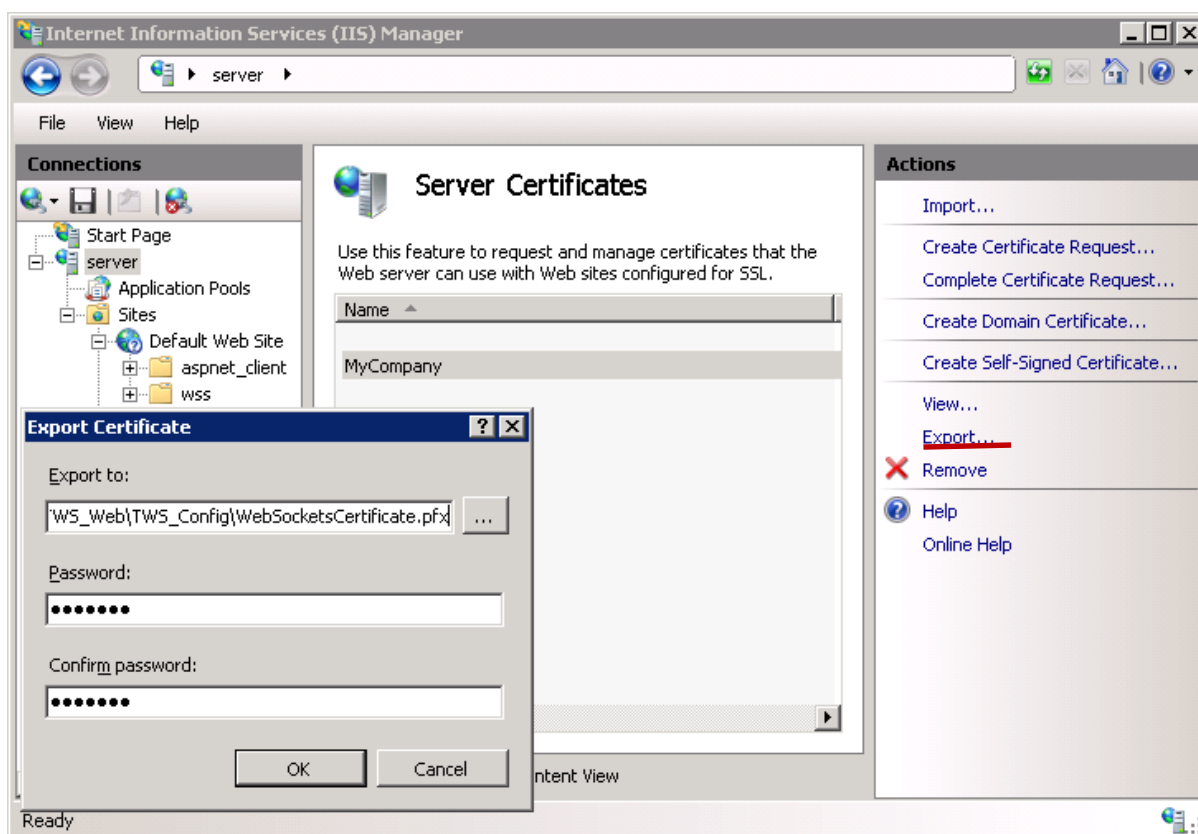 Internet Information Services (IIS) Manager
server
File View Help
Connections
Start Page
server
Application Pools
Sites
Default Web Site
aspnet_client
wss
Server Certificates
Use this feature to request and manage certificates that the
Web server can use with Web sites configured for SSL.
Name
MyCompany
Actions
Import...
Create Certificate Request...
Complete Certificate Request...
Create Domain Certificate...
Create Self-Signed Certificate...
View...
Export...
Remove
Help
Online Help
Export Certificate
Export to:
WS_Web\TWS_Config\WebSocketsCertificate.pfx
...
Password:
•••••••
Confirm password:
•••••••
OK Cancel
ntent View
Ready